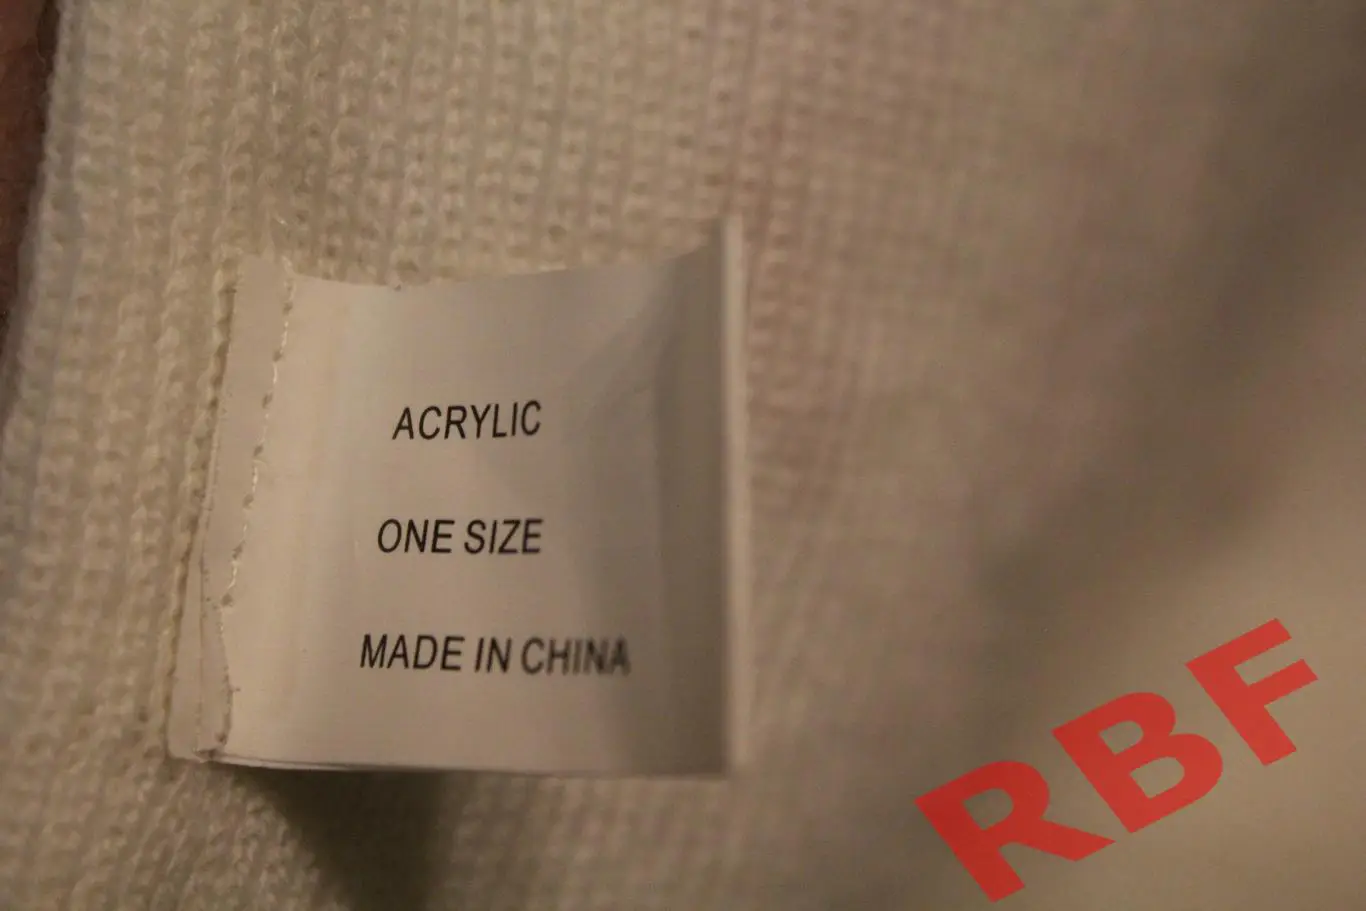 ACRYLIC
ONE SIZE
MADE IN CHINA
RBF